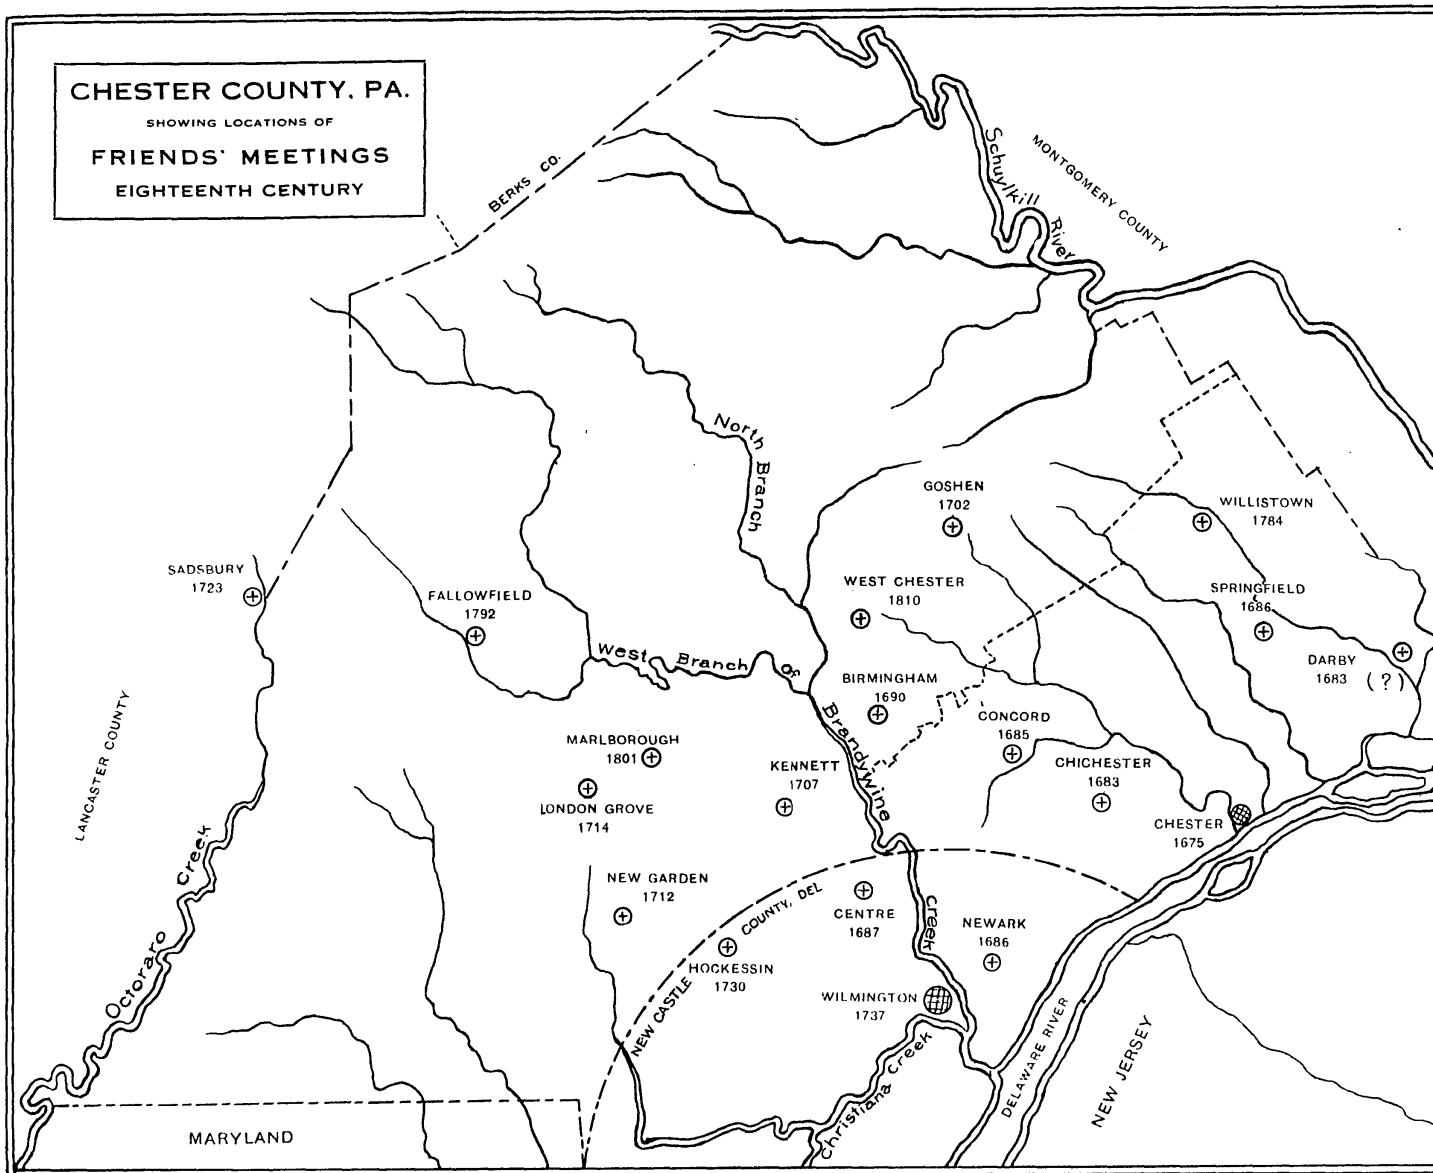 CHESTER COUNTY, PA.
SHOWING LOCATIONS OF
FRIENDS' MEETINGS
EIGHTEENTH CENTURY
BERKS CO.
Schuylkill River
MONTGOMERY COUNTY
North Branch
GOSHEN
1702
WILLISTOWN
1784
SADSBURY
1723
FALLOWFIELD
1792
WEST CHESTER
1810
SPRINGFIELD
1686
DARBY
1683 (?)
West Branch of
Brandywine creek
BIRMINGHAM
1690
CONCORD
1685
LANCASTER COUNTY
MARLBOROUGH
1801
KENNETT
1707
CHICHESTER
1683
LONDON GROVE
1714
CHESTER
1675
Octoraro Creek
NEW GARDEN
1712
NEW CASTLE COUNTY, DEL
CENTRE
1687
NEWARK
1686
HOCKESSIN
1730
WILMINGTON
1737
Christiana Creek
DELAWARE RIVER
NEW JERSEY
MARYLAND